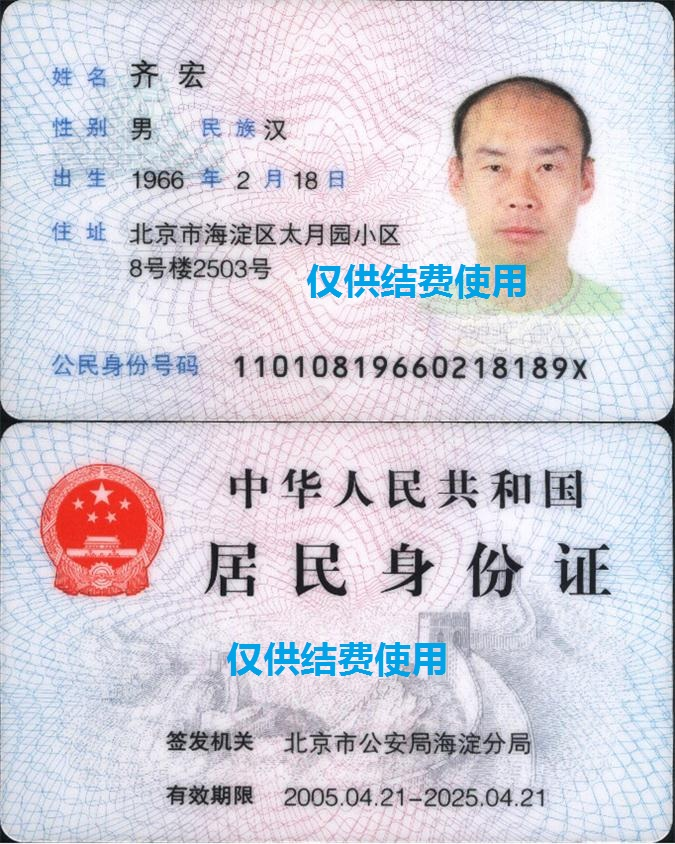 姓名 齐宏
性别 男 民族 汉
出生 1966 年 2 月 18 日
住址 北京市海淀区太月园小区
8号楼2503号
仅供结费使用
公民身份号码 11010819660218189X
中华人民共和国
居民身份证
仅供结费使用
签发机关 北京市公安局海淀分局
有效期限 2005.04.21-2025.04.21